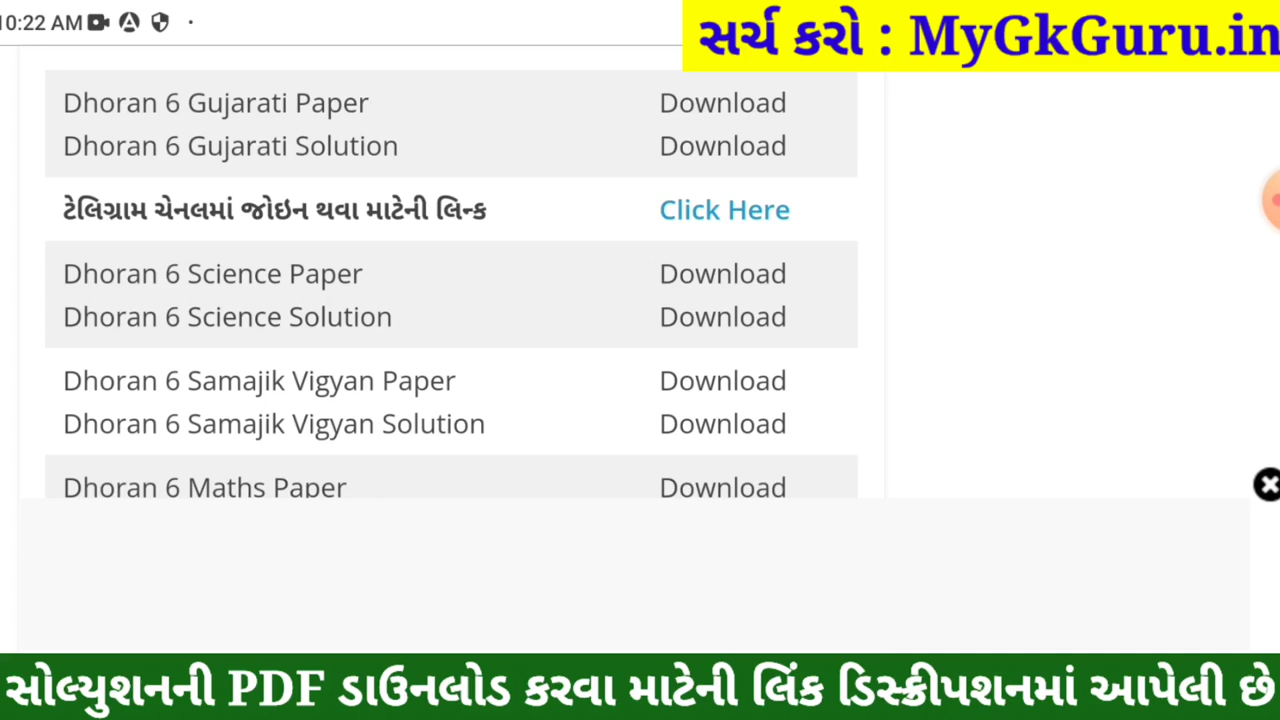 10:22 AM
સર્ચ કરો : MyGkGuru.in
Dhoran 6 Gujarati Paper Download
Dhoran 6 Gujarati Solution Download
ટેલિગ્રામ ચેનલમાં જોઇન થવા માટેની લિન્ક Click Here
Dhoran 6 Science Paper Download
Dhoran 6 Science Solution Download
Dhoran 6 Samajik Vigyan Paper Download
Dhoran 6 Samajik Vigyan Solution Download
Dhoran 6 Maths Paper Download
સોલ્યુશનની PDF ડાઉનલોડ કરવા માટેની લિંક ડિસ્ક્રીપશનમાં આપેલી છે